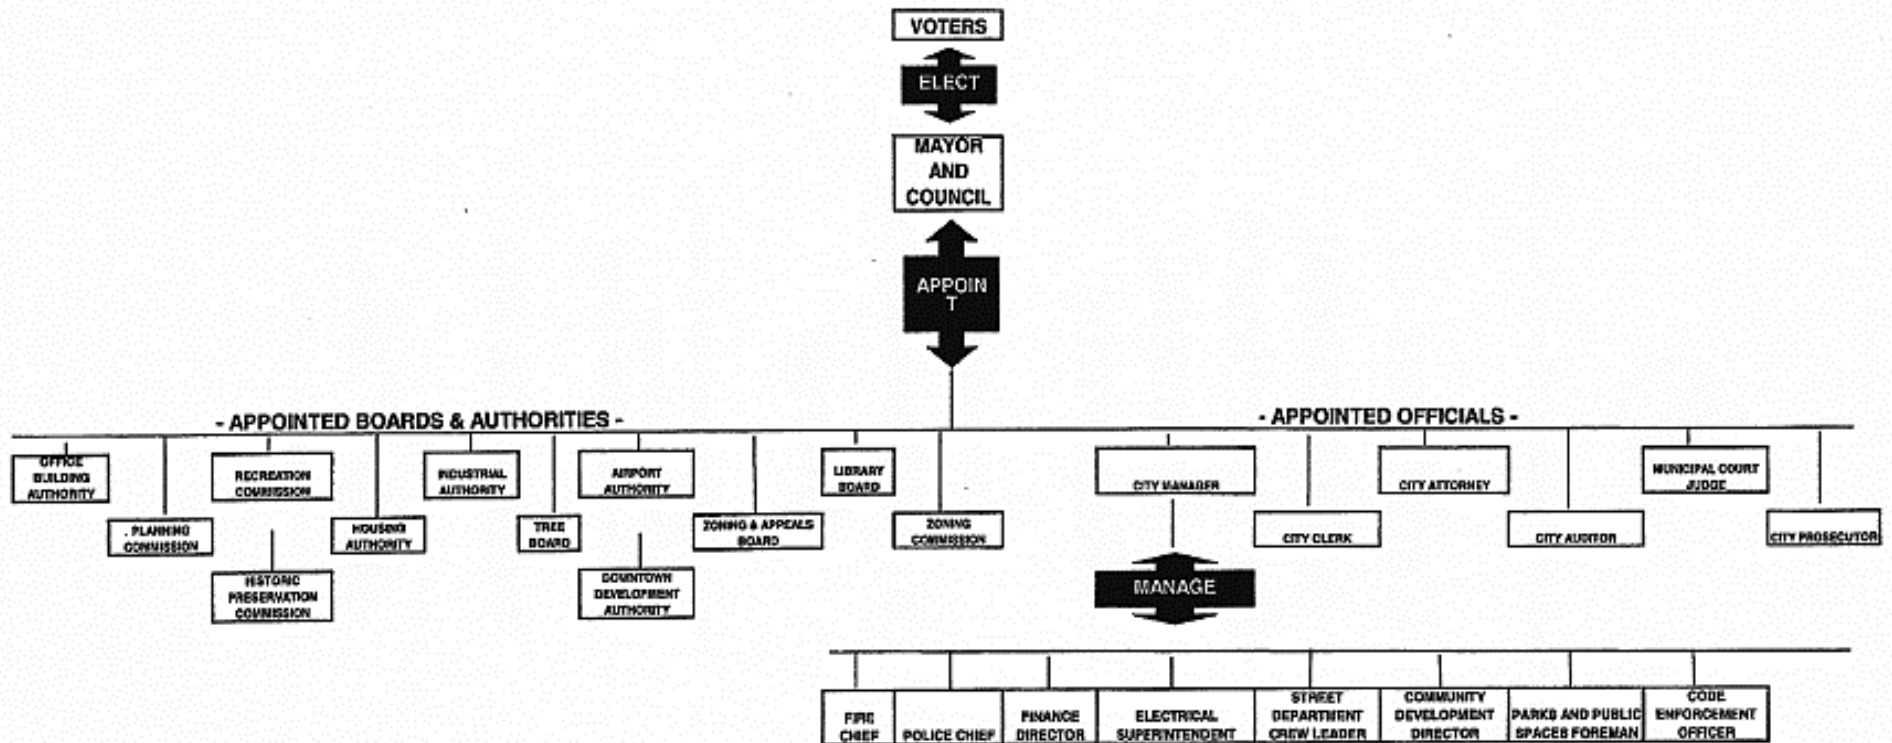 VOTERS
ELECT
MAYOR
AND
COUNCIL
APPOIN
T
- APPOINTED BOARDS & AUTHORITIES -
- APPOINTED OFFICIALS -
OFFICE
BUILDING
AUTHORITY
RECREATION
COMMISSION
INDUSTRIAL
AUTHORITY
AIRPORT
AUTHORITY
LIBRARY
BOARD
CITY MANAGER
CITY ATTORNEY
MUNICIPAL COURT
JUDGE
. PLANNING
COMMISSION
HOUSING
AUTHORITY
TREE
BOARD
ZONING & APPEALS
BOARD
ZONING
COMMISSION
CITY CLERK
CITY AUDITOR
CITY PROSECUTOR
HISTORIC
PRESERVATION
COMMISSION
DOWNTOWN
DEVELOPMENT
AUTHORITY
MANAGE
FIRE
CHIEF
POLICE CHIEF
FINANCE
DIRECTOR
ELECTRICAL
SUPERINTENDENT
STREET
DEPARTMENT
CREW LEADER
COMMUNITY
DEVELOPMENT
DIRECTOR
PARKS AND PUBLIC
SPACES FOREMAN
CODE
ENFORCEMENT
OFFICER